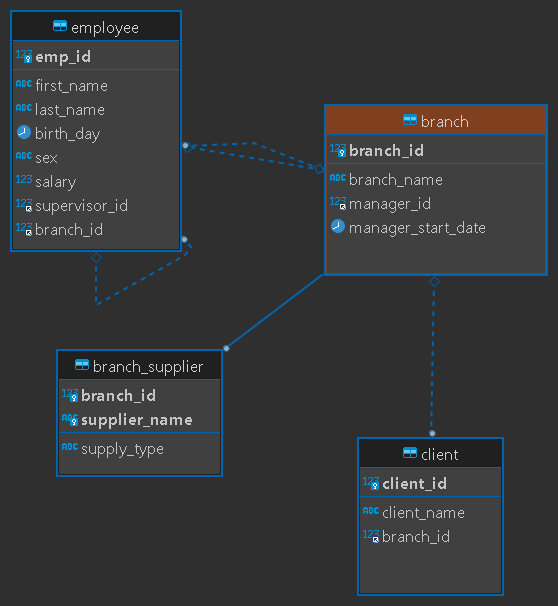 employee
123 emp_id
ABC first_name
ABC last_name
birth_day
ABC sex
123 salary
123 supervisor_id
123 branch_id
branch
123 branch_id
ABC branch_name
123 manager_id
manager_start_date
branch_supplier
123 branch_id
ABC supplier_name
ABC supply_type
client
123 client_id
ABC client_name
123 branch_id